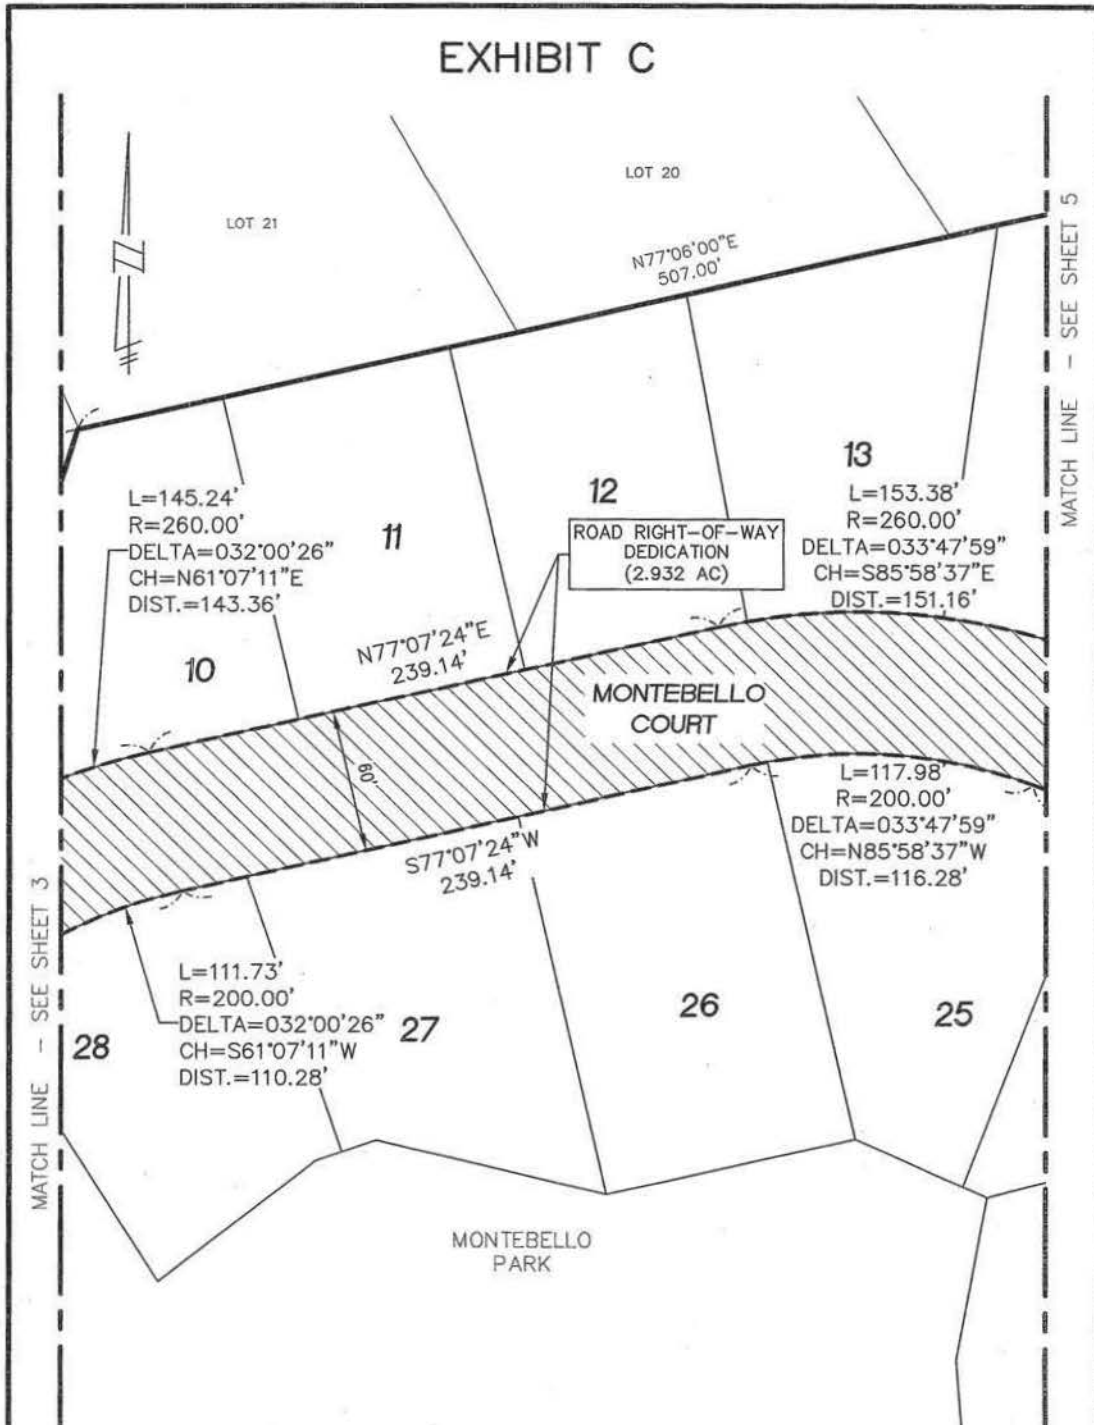 EXHIBIT C
LOT 20
LOT 21
N77°06'00"E
507.00'
MATCH LINE - SEE SHEET 5
N
13
L=153.38'
R=260.00'
DELTA=033°47'59"
CH=S85°58'37"E
DIST.=151.16'
12
ROAD RIGHT-OF-WAY
DEDICATION
(2.932 AC)
11
L=145.24'
R=260.00'
DELTA=032°00'26"
CH=N61°07'11"E
DIST.=143.36'
10
N77°07'24"E
239.14'
MONTEBELLO
COURT
60'
L=117.98'
R=200.00'
DELTA=033°47'59"
CH=N85°58'37"W
DIST.=116.28'
S77°07'24"W
239.14'
MATCH LINE - SEE SHEET 3
L=111.73'
R=200.00'
DELTA=032°00'26"
CH=S61°07'11"W
DIST.=110.28'
28
27
26
25
MONTEBELLO
PARK